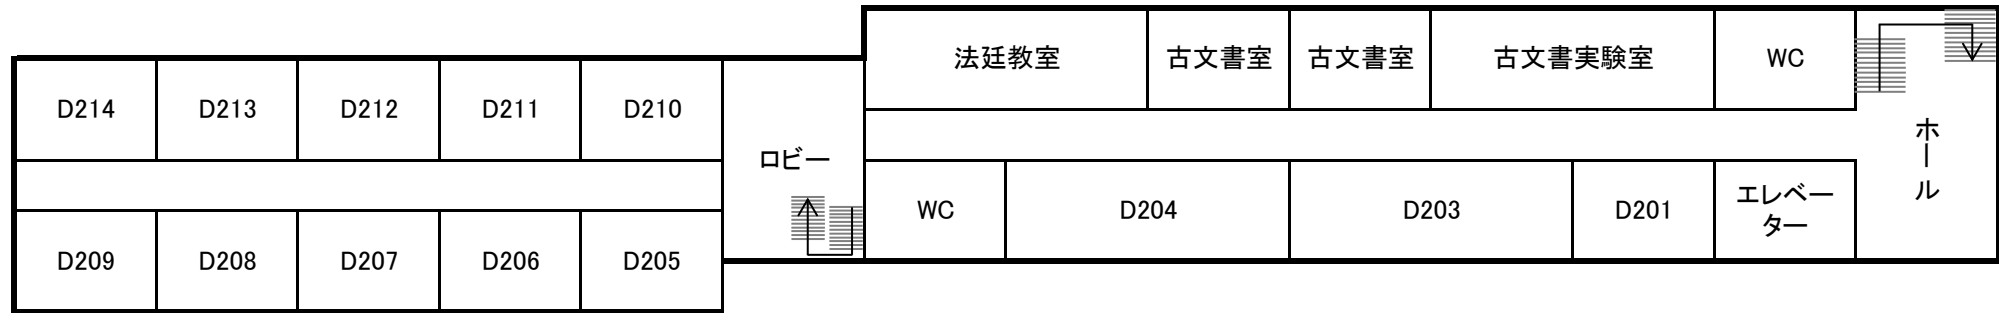 法廷教室
古文書室
古文書室
古文書実験室
WC
D214
D213
D212
D211
D210
ロビー
ホール
WC
D204
D203
D201
エレベー
ター
D209
D208
D207
D206
D205